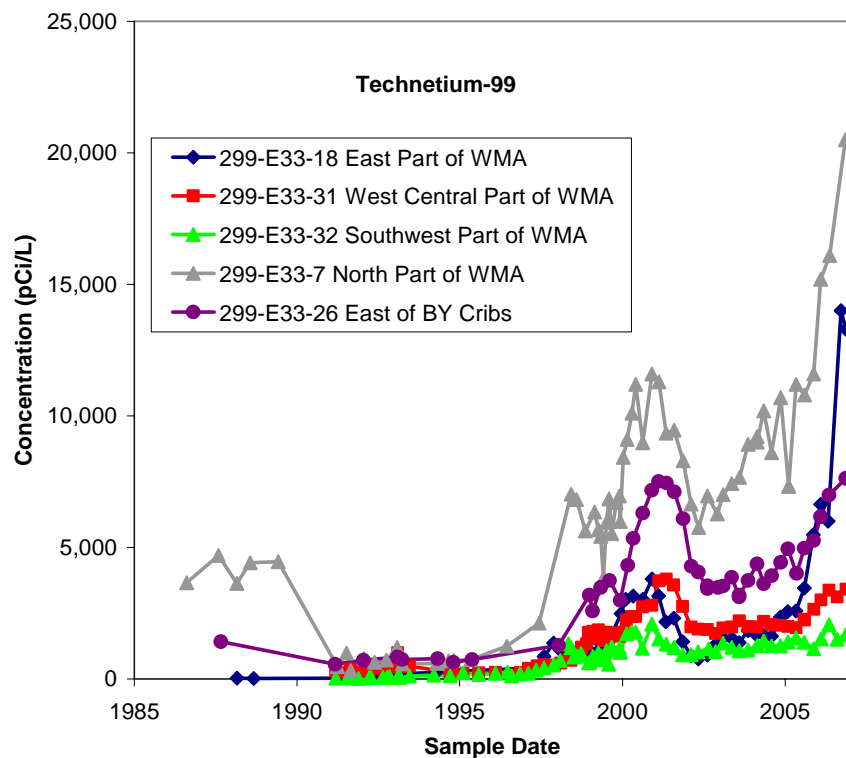 25,000
Technetium-99
20,000
299-E33-18 East Part of WMA
299-E33-31 West Central Part of WMA
299-E33-32 Southwest Part of WMA
299-E33-7 North Part of WMA
299-E33-26 East of BY Cribs
15,000
10,000
5,000
0
Concentration (pCi/L)
1985 1990 1995 2000 2005
Sample Date